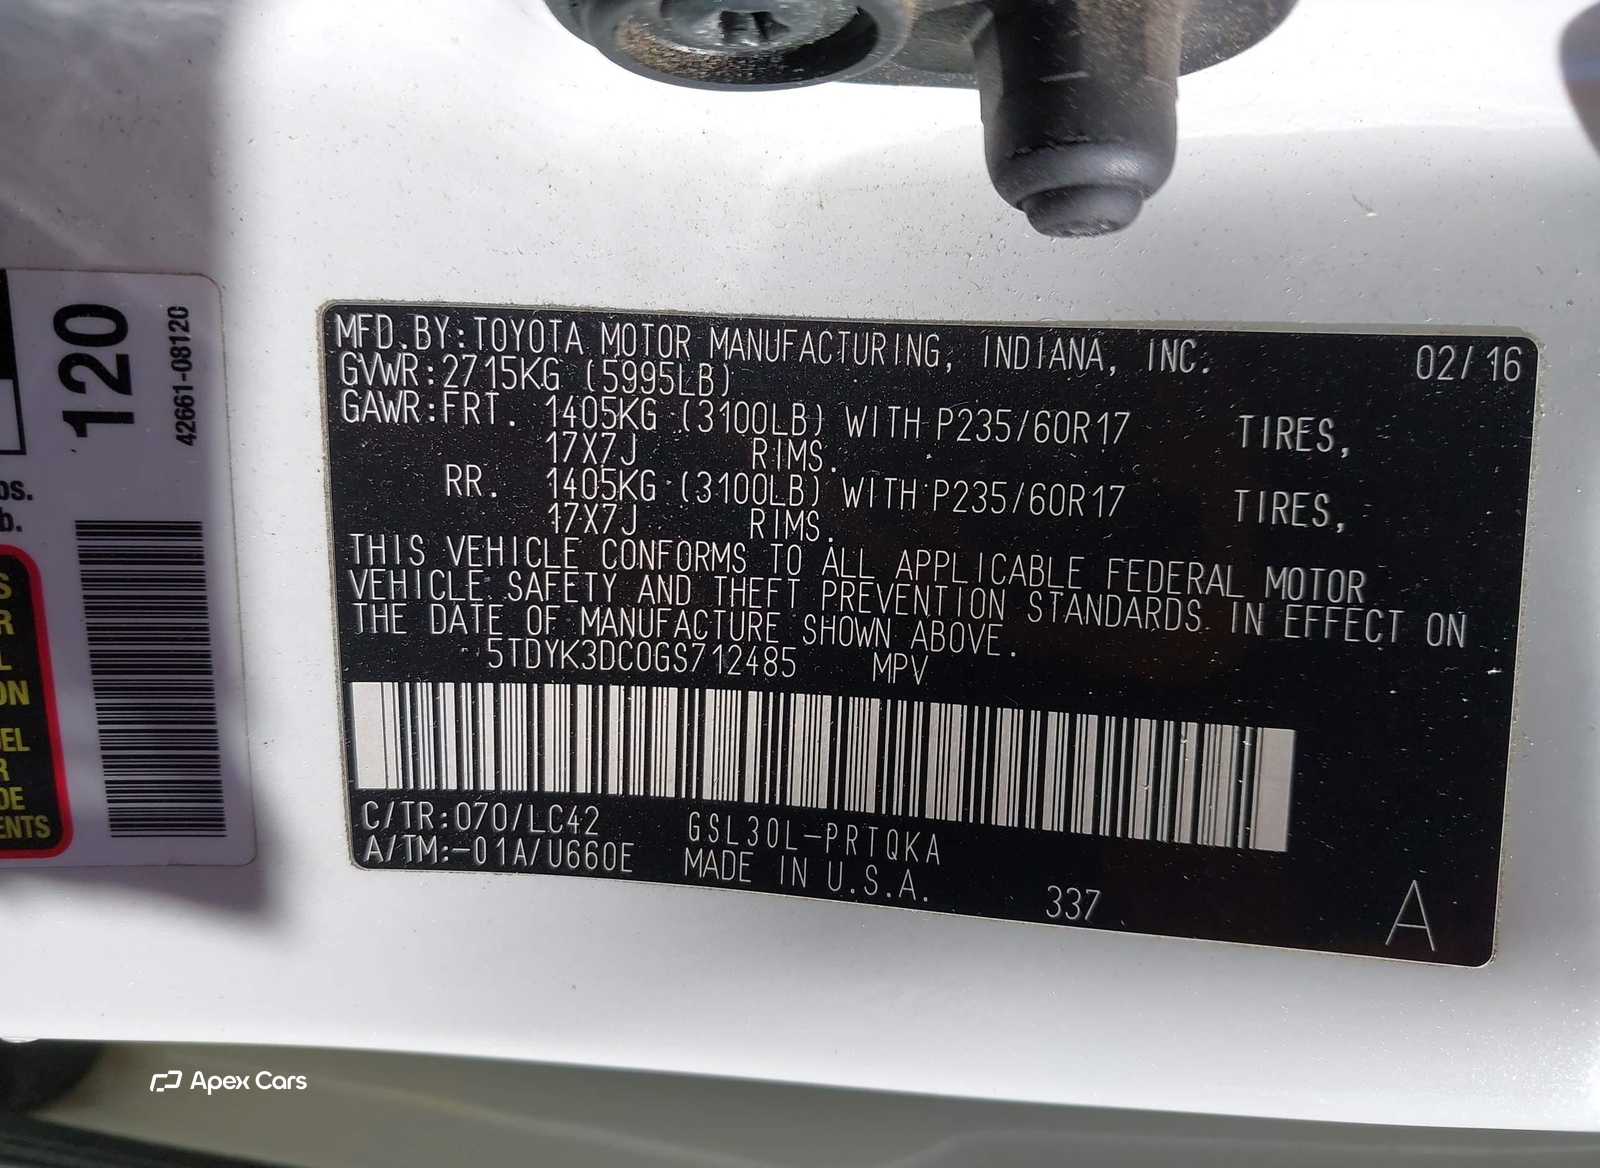 MFD.BY:TOYOTA MOTOR MANUFACTURING, INDIANA, INC. 02/16
GVWR:2715KG (5995LB)
GAWR:FRT. 1405KG (3100LB) WITH P235/60R17 TIRES,
17X7J RIMS.
RR. 1405KG (3100LB) WITH P235/60R17 TIRES,
17X7J RIMS.
THIS VEHICLE CONFORMS TO ALL APPLICABLE FEDERAL MOTOR
VEHICLE SAFETY AND THEFT PREVENTION STANDARDS IN EFFECT ON
THE DATE OF MANUFACTURE SHOWN ABOVE.
5TDYK3DC0GS712485 MPV
C/TR:070/LC42 GSL30L-PRTQKA
A/TM:-01A/U660E MADE IN U.S.A.
337
A
120
42661-08120
Apex Cars